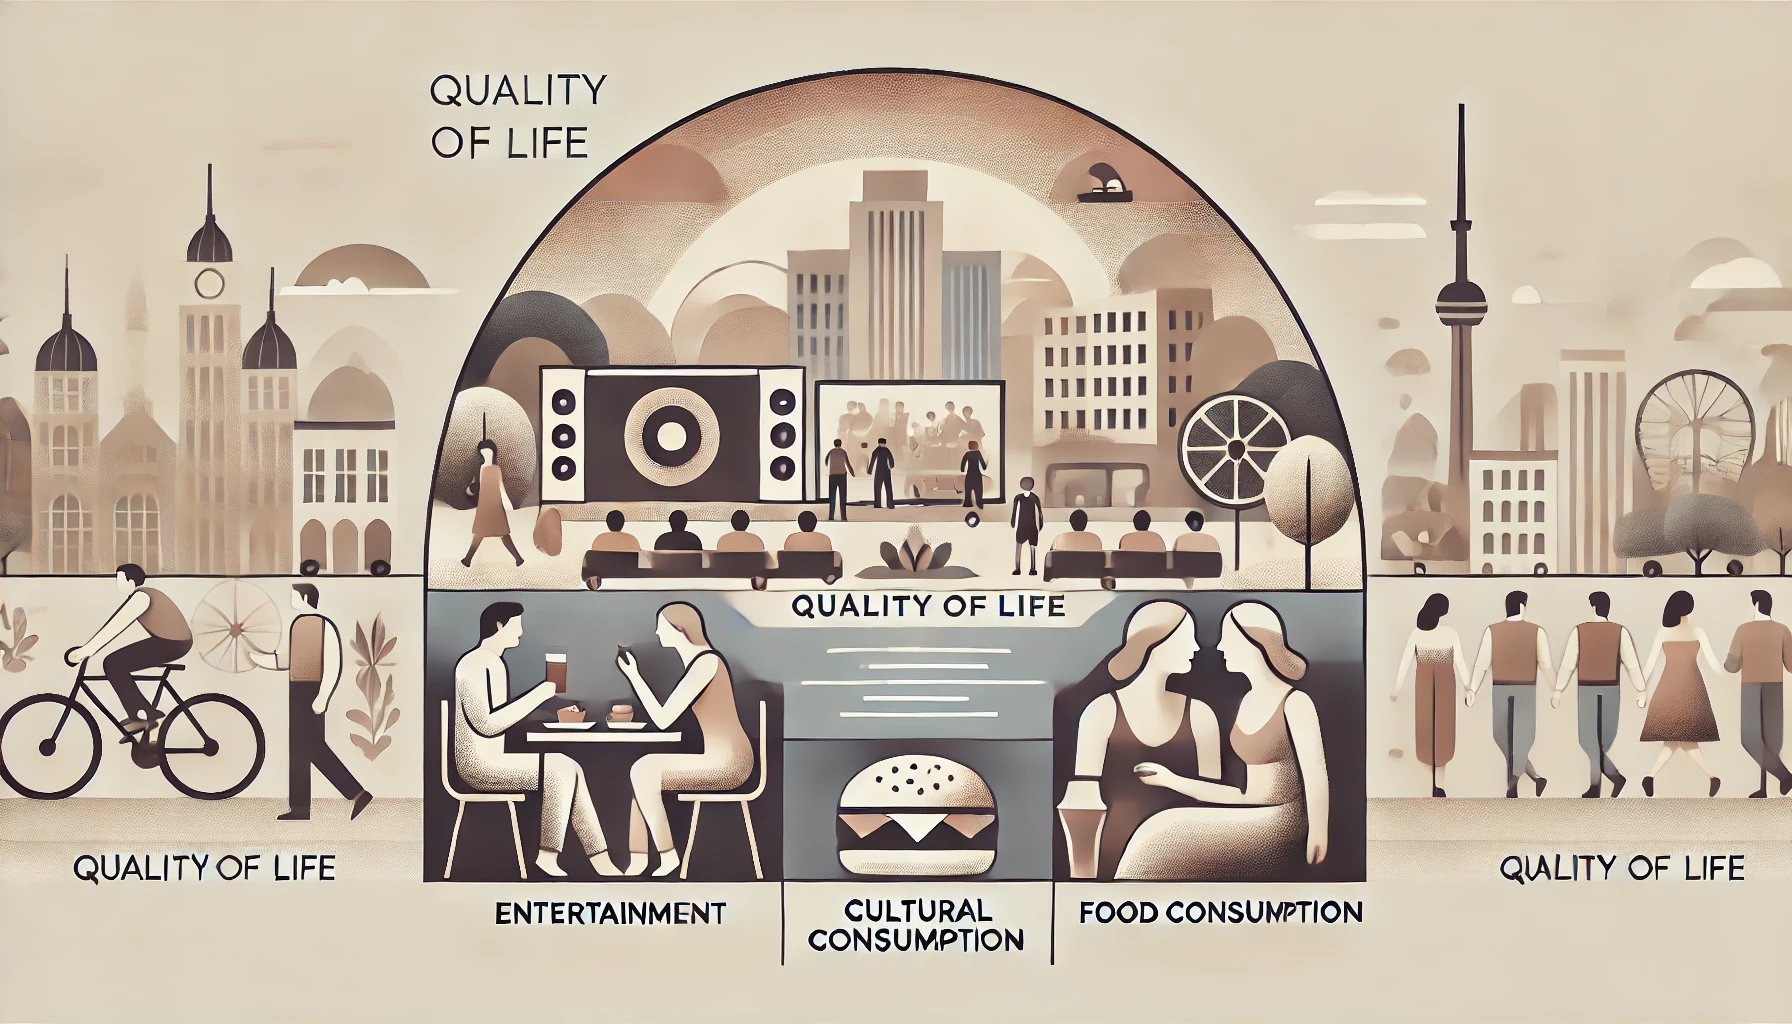 QUALITY
OF LIFE
QUALITY OF LIFE
QUALITY OF LIFE
QUALITY OF LIFE
ENTERTAINMENT
CULTURAL
CONSUMPTION
FOOD CONSUMPTION